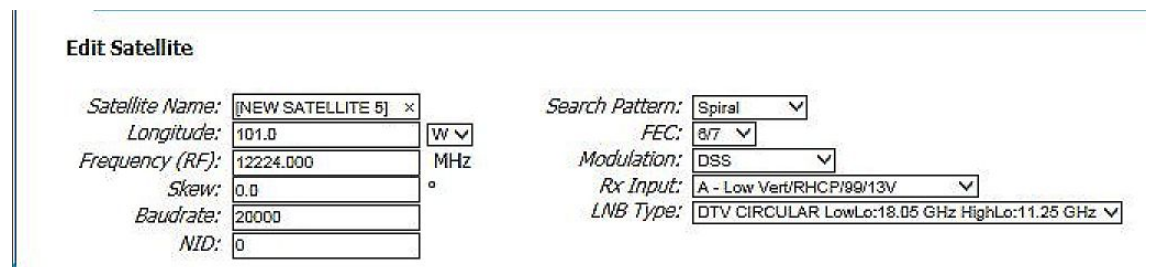 Edit Satellite
Satellite Name: [NEW SATELLITE 5] ×
Longitude: 101.0 W
Frequency (RF): 12224.000 MHz
Skew: 0.0 °
Baudrate: 20000
NID: 0
Search Pattern: Spiral
FEC: 6/7
Modulation: DSS
Rx Input: A - Low Vert/RHCP/99/13V
LNB Type: DTV CIRCULAR LowLo:18.05 GHz HighLo:11.25 GHz